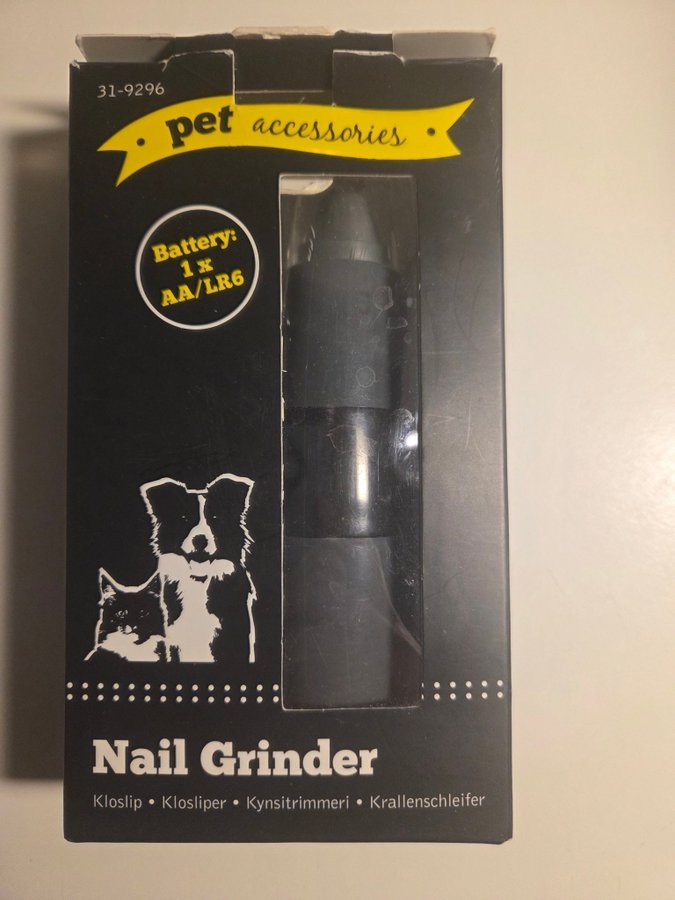 31-9296
pet accessories
Battery:
1 x
AA/LR6
Nail Grinder
Kloslip • Klosliper • Kynsitrimmeri • Krallenschleifer